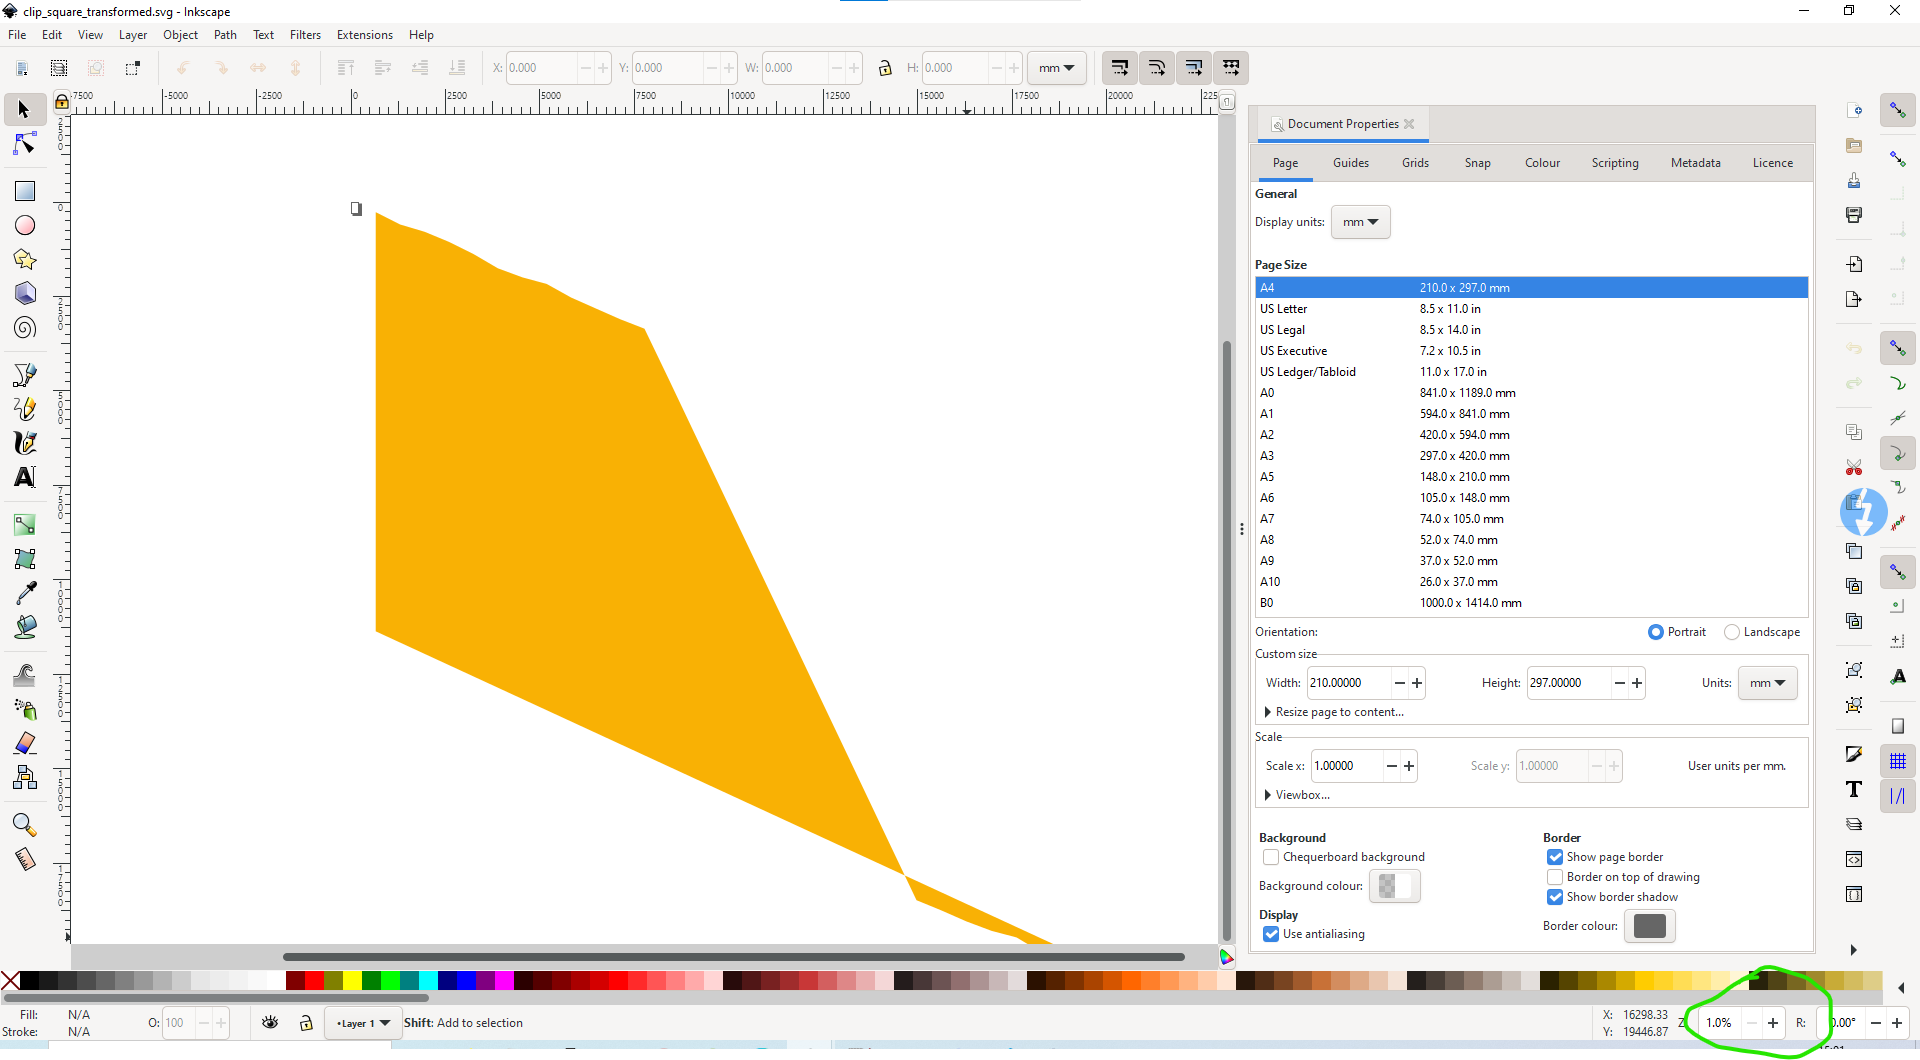 clip_square_transformed.svg - Inkscape
File Edit View Layer Object Path Text Filters Extensions Help
X: 0.000 Y: 0.000 W: 0.000 H: 0.000 mm
-7500 -5000 -2500 0 2500 5000 7500 10000 12500 15000 17500 20000
Document Properties
Page Guides Grids Snap Colour Scripting Metadata Licence
General
Display units: mm
Page Size
A4 210.0 x 297.0 mm
US Letter 8.5 x 11.0 in
US Legal 8.5 x 14.0 in
US Executive 7.2 x 10.5 in
US Ledger/Tabloid 11.0 x 17.0 in
A0 841.0 x 1189.0 mm
A1 594.0 x 841.0 mm
A2 420.0 x 594.0 mm
A3 297.0 x 420.0 mm
A5 148.0 x 210.0 mm
A6 105.0 x 148.0 mm
A7 74.0 x 105.0 mm
A8 52.0 x 74.0 mm
A9 37.0 x 52.0 mm
A10 26.0 x 37.0 mm
B0 1000.0 x 1414.0 mm
Orientation: Portrait Landscape
Custom size
Width: 210.00000 Height: 297.00000 Units: mm
Resize page to content...
Scale
Scale x: 1.00000 Scale y: 1.00000 User units per mm.
Viewbox...
Background Border
Chequerboard background Show page border
Border on top of drawing
Background colour: Show border shadow
Display
Border colour:
Use antialiasing
Fill: N/A
Stroke: N/A
O: 100
•Layer 1
Shift: Add to selection
X: 16298.33
Y: 19446.87
1.0%
R: 0.00°